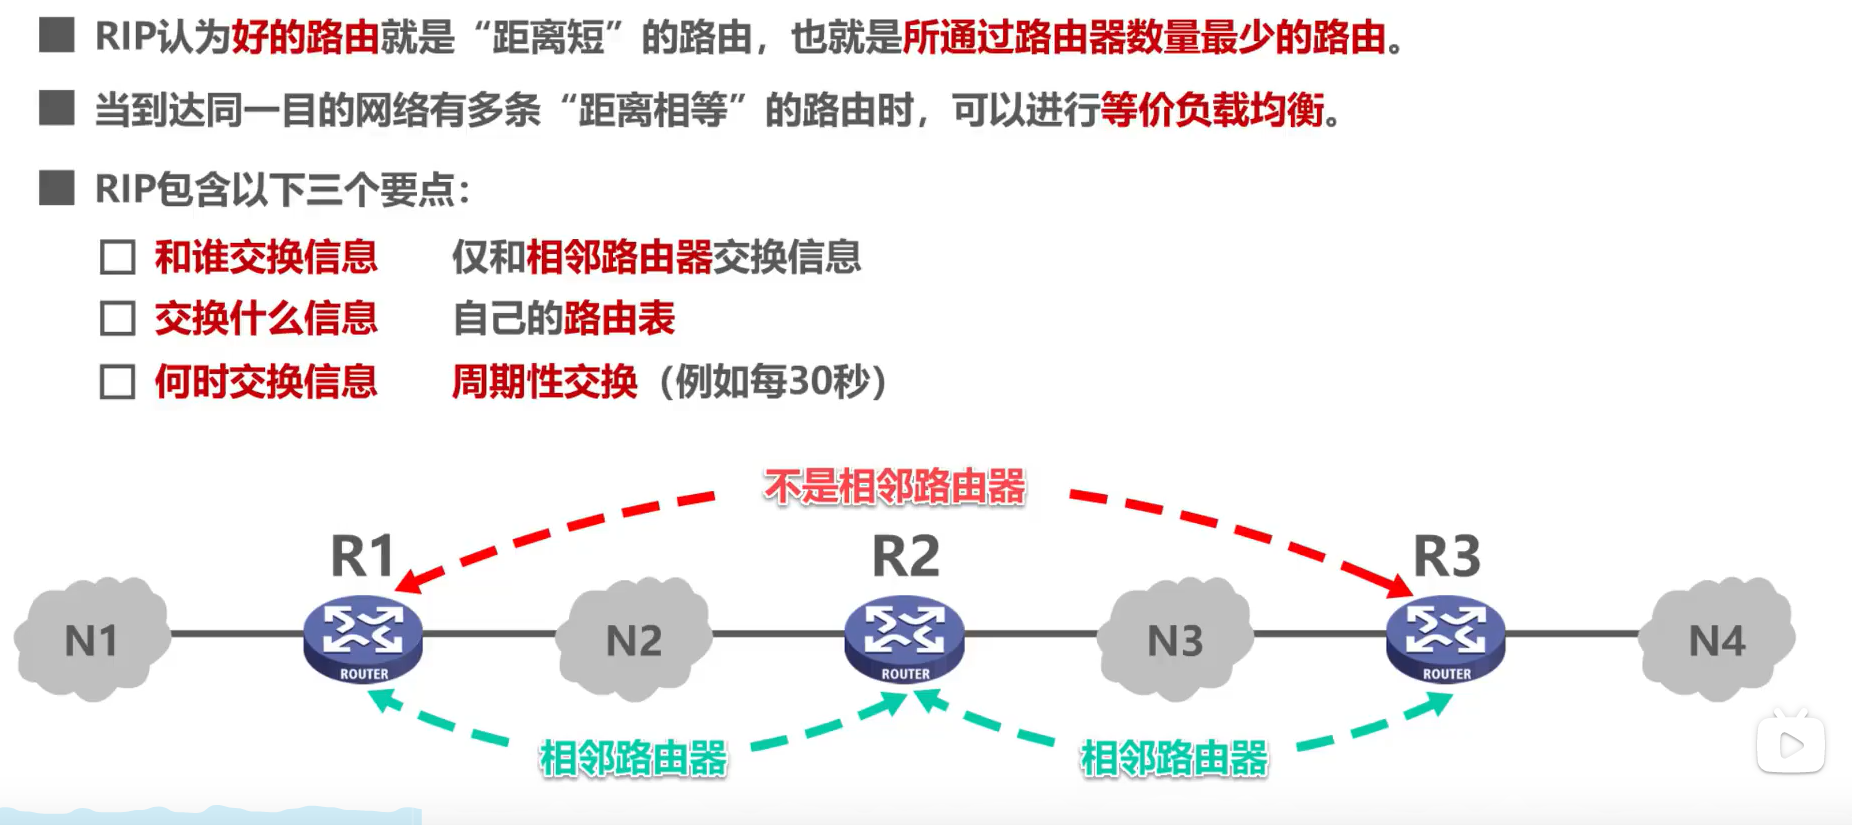 RIP认为好的路由就是“距离短”的路由，也就是所通过路由器数量最少的路由。
当到达同一目的网络有多条“距离相等”的路由时，可以进行等价负载均衡。
RIP包含以下三个要点：
和谁交换信息 仅和相邻路由器交换信息
交换什么信息 自己的路由表
何时交换信息 周期性交换（例如每30秒）
不是相邻路由器
R1 R2 R3
N1 N2 N3 N4
ROUTER ROUTER ROUTER
相邻路由器 相邻路由器